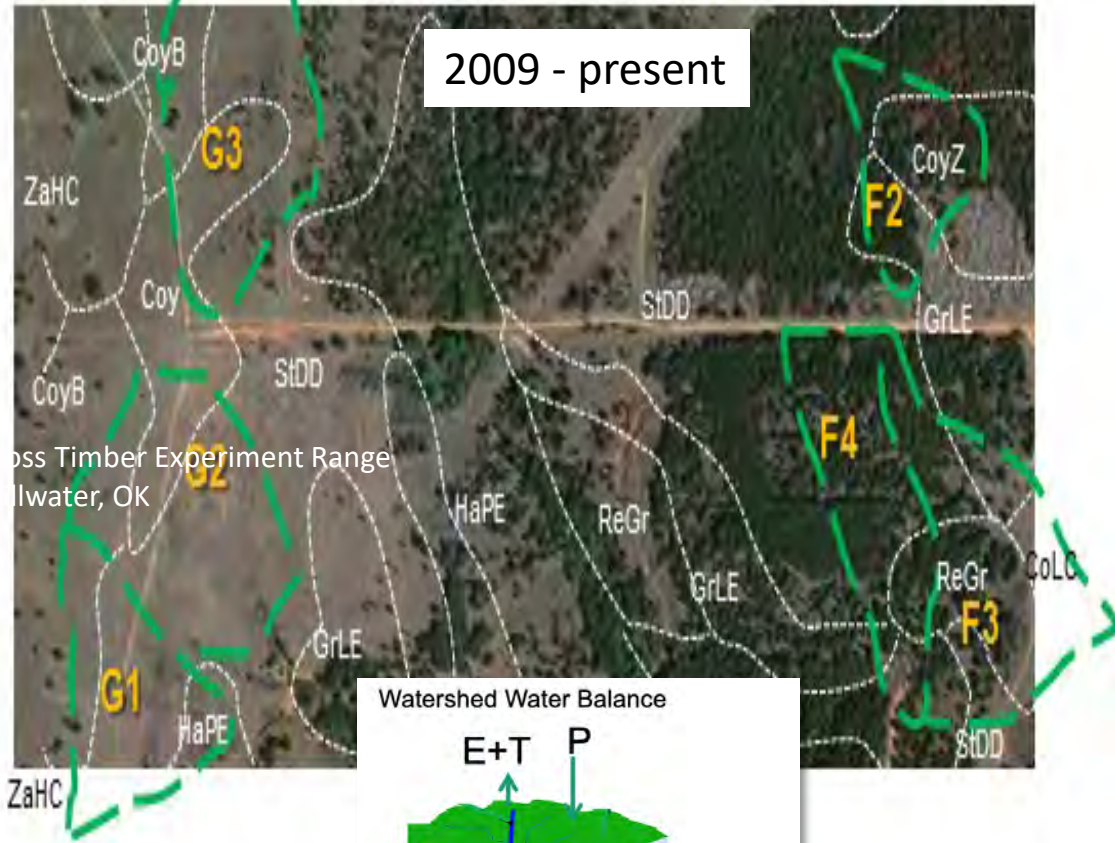 2009 - present
CoyB
G3
CoyZ
ZaHC
F2
Coy
StDD
GrLE
StDD
CoyB
F4
oss Timber Experiment Range
G2
llwater, OK
HaPE
ReGr
ReGr
CoLC
GrLE
F3
GrLE
G1
HaPE
StDD
ZaHC
Watershed Water Balance
E+T
P